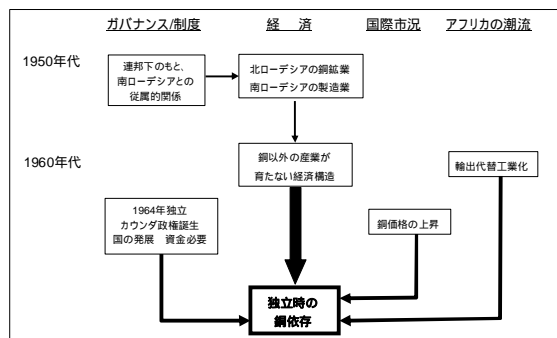 ガバナンス/制度
経　済
国際市況
アフリカの潮流
1950年代
連邦下のもと、
南ローデシアとの
従属的関係
北ローデシアの銅鉱業
南ローデシアの製造業
1960年代
銅以外の産業が
育たない経済構造
輸出代替工業化
1964年独立
カウンダ政権誕生
国の発展　資金必要
銅価格の上昇
独立時の
銅依存